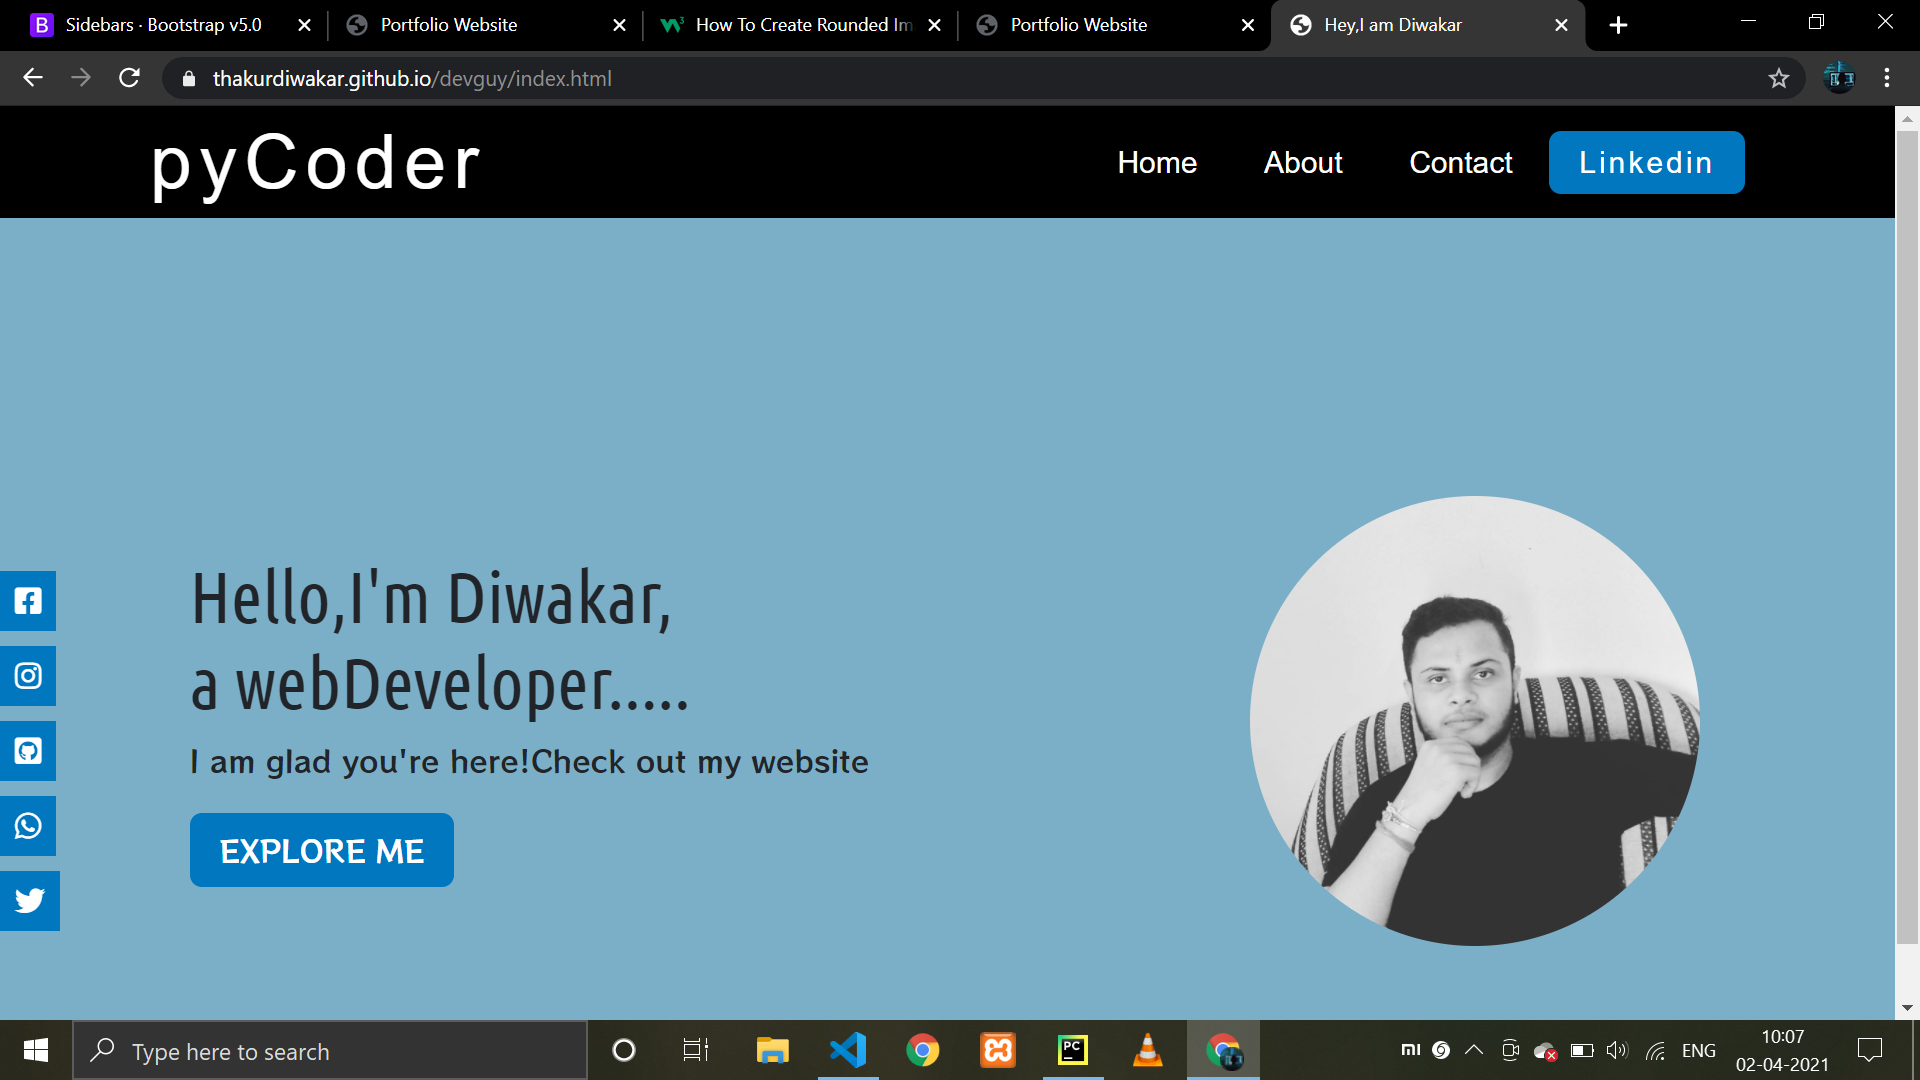 Sidebars · Bootstrap v5.0
Portfolio Website
How To Create Rounded Im
Portfolio Website
Hey,I am Diwakar
thakurdiwakar.github.io/devguy/index.html
pyCoder
Home
About
Contact
Linkedin
Hello,I'm Diwakar,
a webDeveloper.....
I am glad you're here!Check out my website
EXPLORE ME
Type here to search
PC
ENG
10:07
02-04-2021